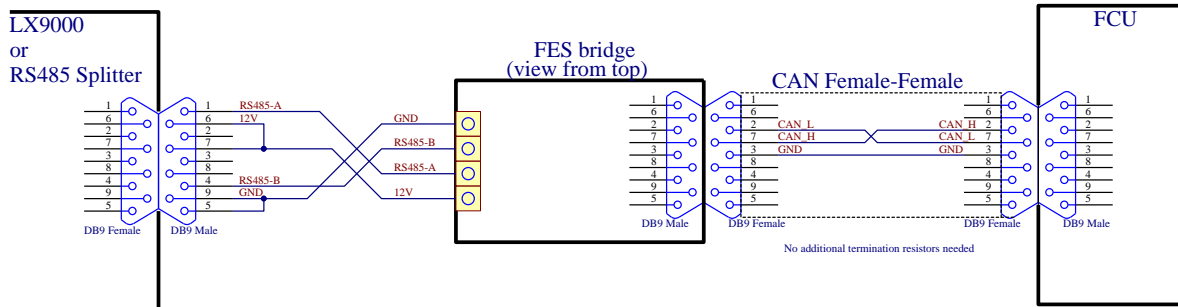 LX9000
or
RS485 Splitter
1
6
2
7
3
8
4
9
5
DB9 Female
1
6
2
7
3
8
4
9
5
DB9 Male
RS485-A
12V
RS485-B
GND
GND
RS485-B
RS485-A
12V
FES bridge
(view from top)
1
6
2
7
3
8
4
9
5
DB9 Male
CAN Female-Female
1
6
2
7
3
8
4
9
5
DB9 Female
CAN_L
CAN_H
GND
CAN_H
CAN_L
GND
No additional termination resistors needed
1
6
2
7
3
8
4
9
5
DB9 Female
FCU
1
6
2
7
3
8
4
9
5
DB9 Male